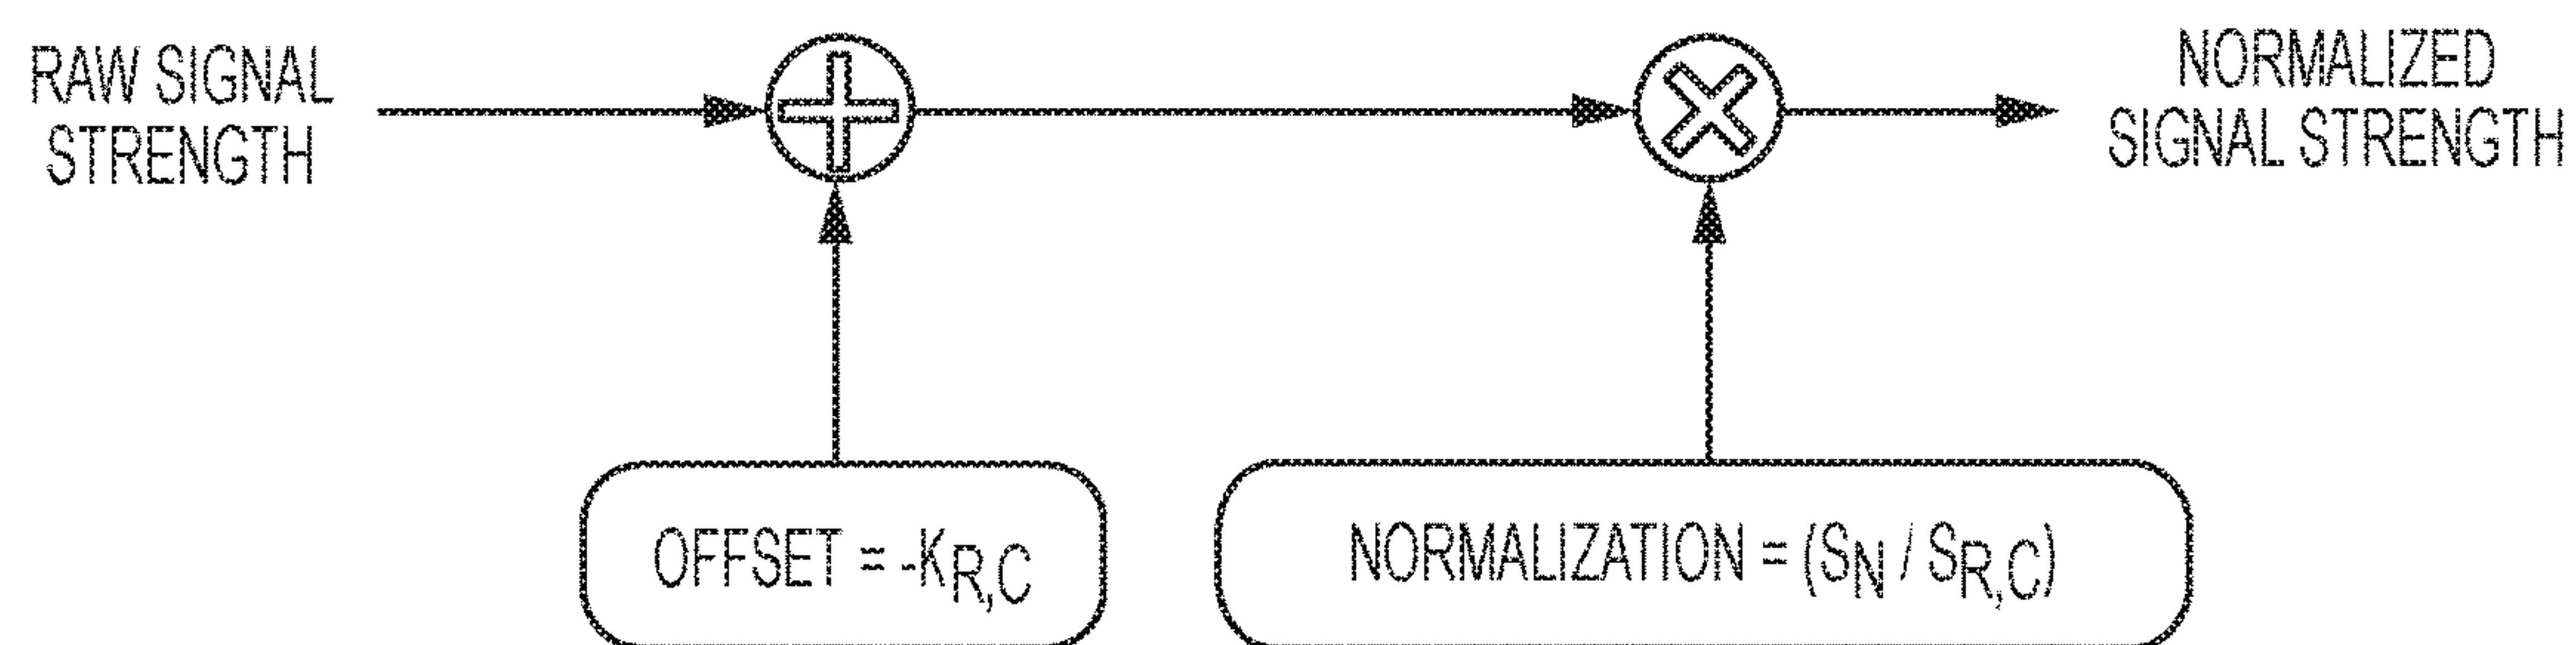 RAW SIGNAL
STRENGTH
NORMALIZED
SIGNAL STRENGTH
OFFSET = -KR,C
NORMALIZATION = (SN / SR,C)